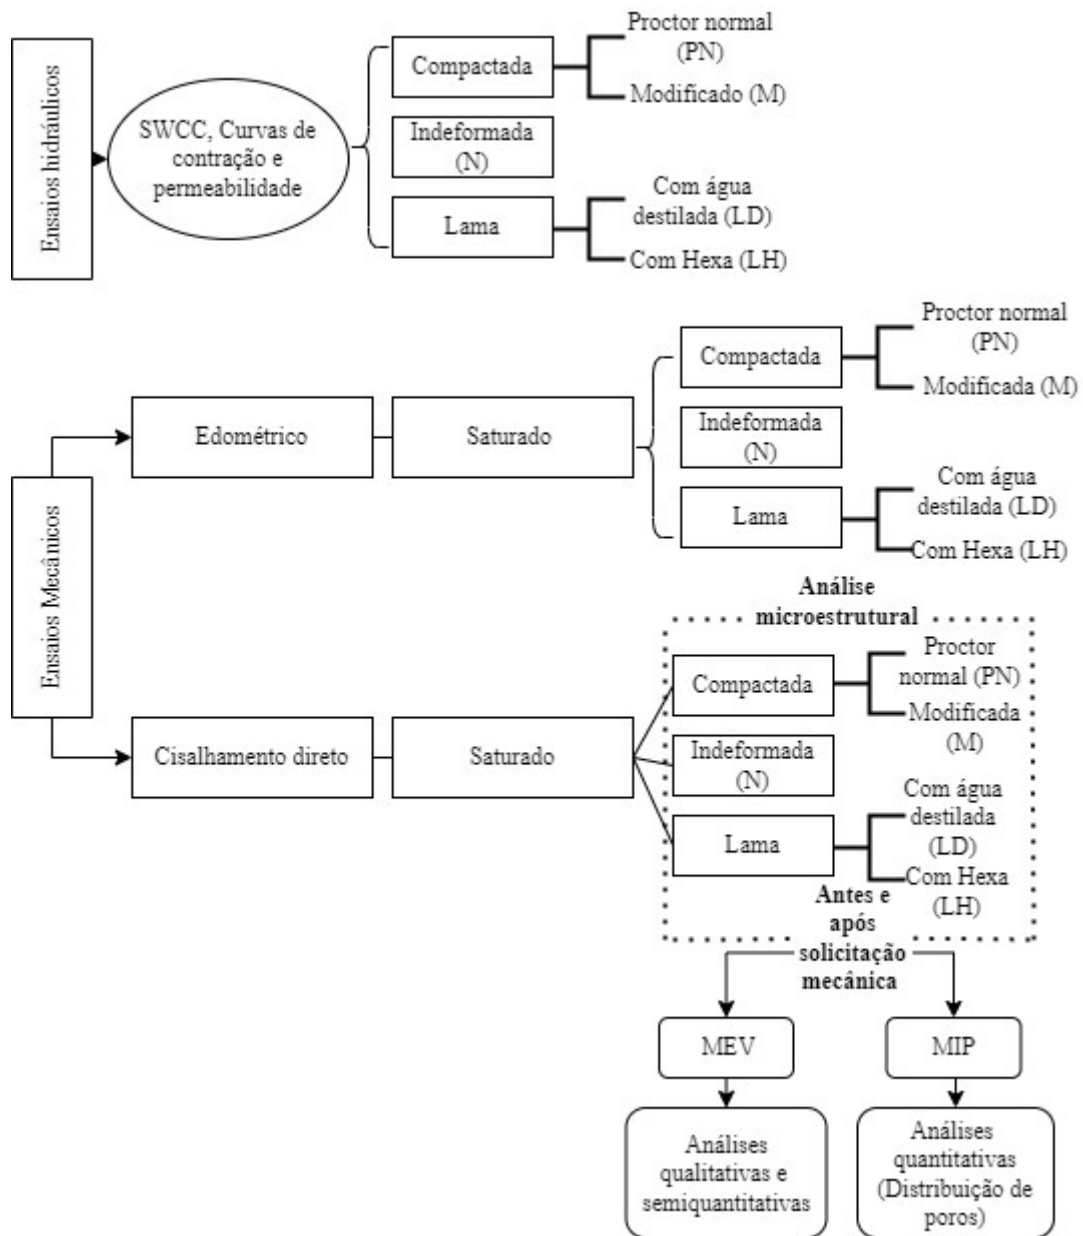 Ensaios hidráulicos
SWCC, Curvas de
contração e
permeabilidade
Compactada
Proctor normal
(PN)
Modificado (M)
Indeformada
(N)
Lama
Com água
destilada (LD)
Com Hexa (LH)
Ensaios Mecânicos
Edométrico
Saturado
Compactada
Proctor normal
(PN)
Modificada (M)
Indeformada
(N)
Lama
Com água
destilada (LD)
Com Hexa (LH)
Cisalhamento direto
Saturado
Análise
microestrutural
Compactada
Proctor
normal (PN)
Modificada
(M)
Indeformada
(N)
Lama
Com água
destilada
(LD)
Com Hexa
(LH)
Antes e
após
solicitação
mecânica
MEV
MIP
Análises
qualitativas e
semiquantitativas
Análises
quantitativas
(Distribuição de
poros)